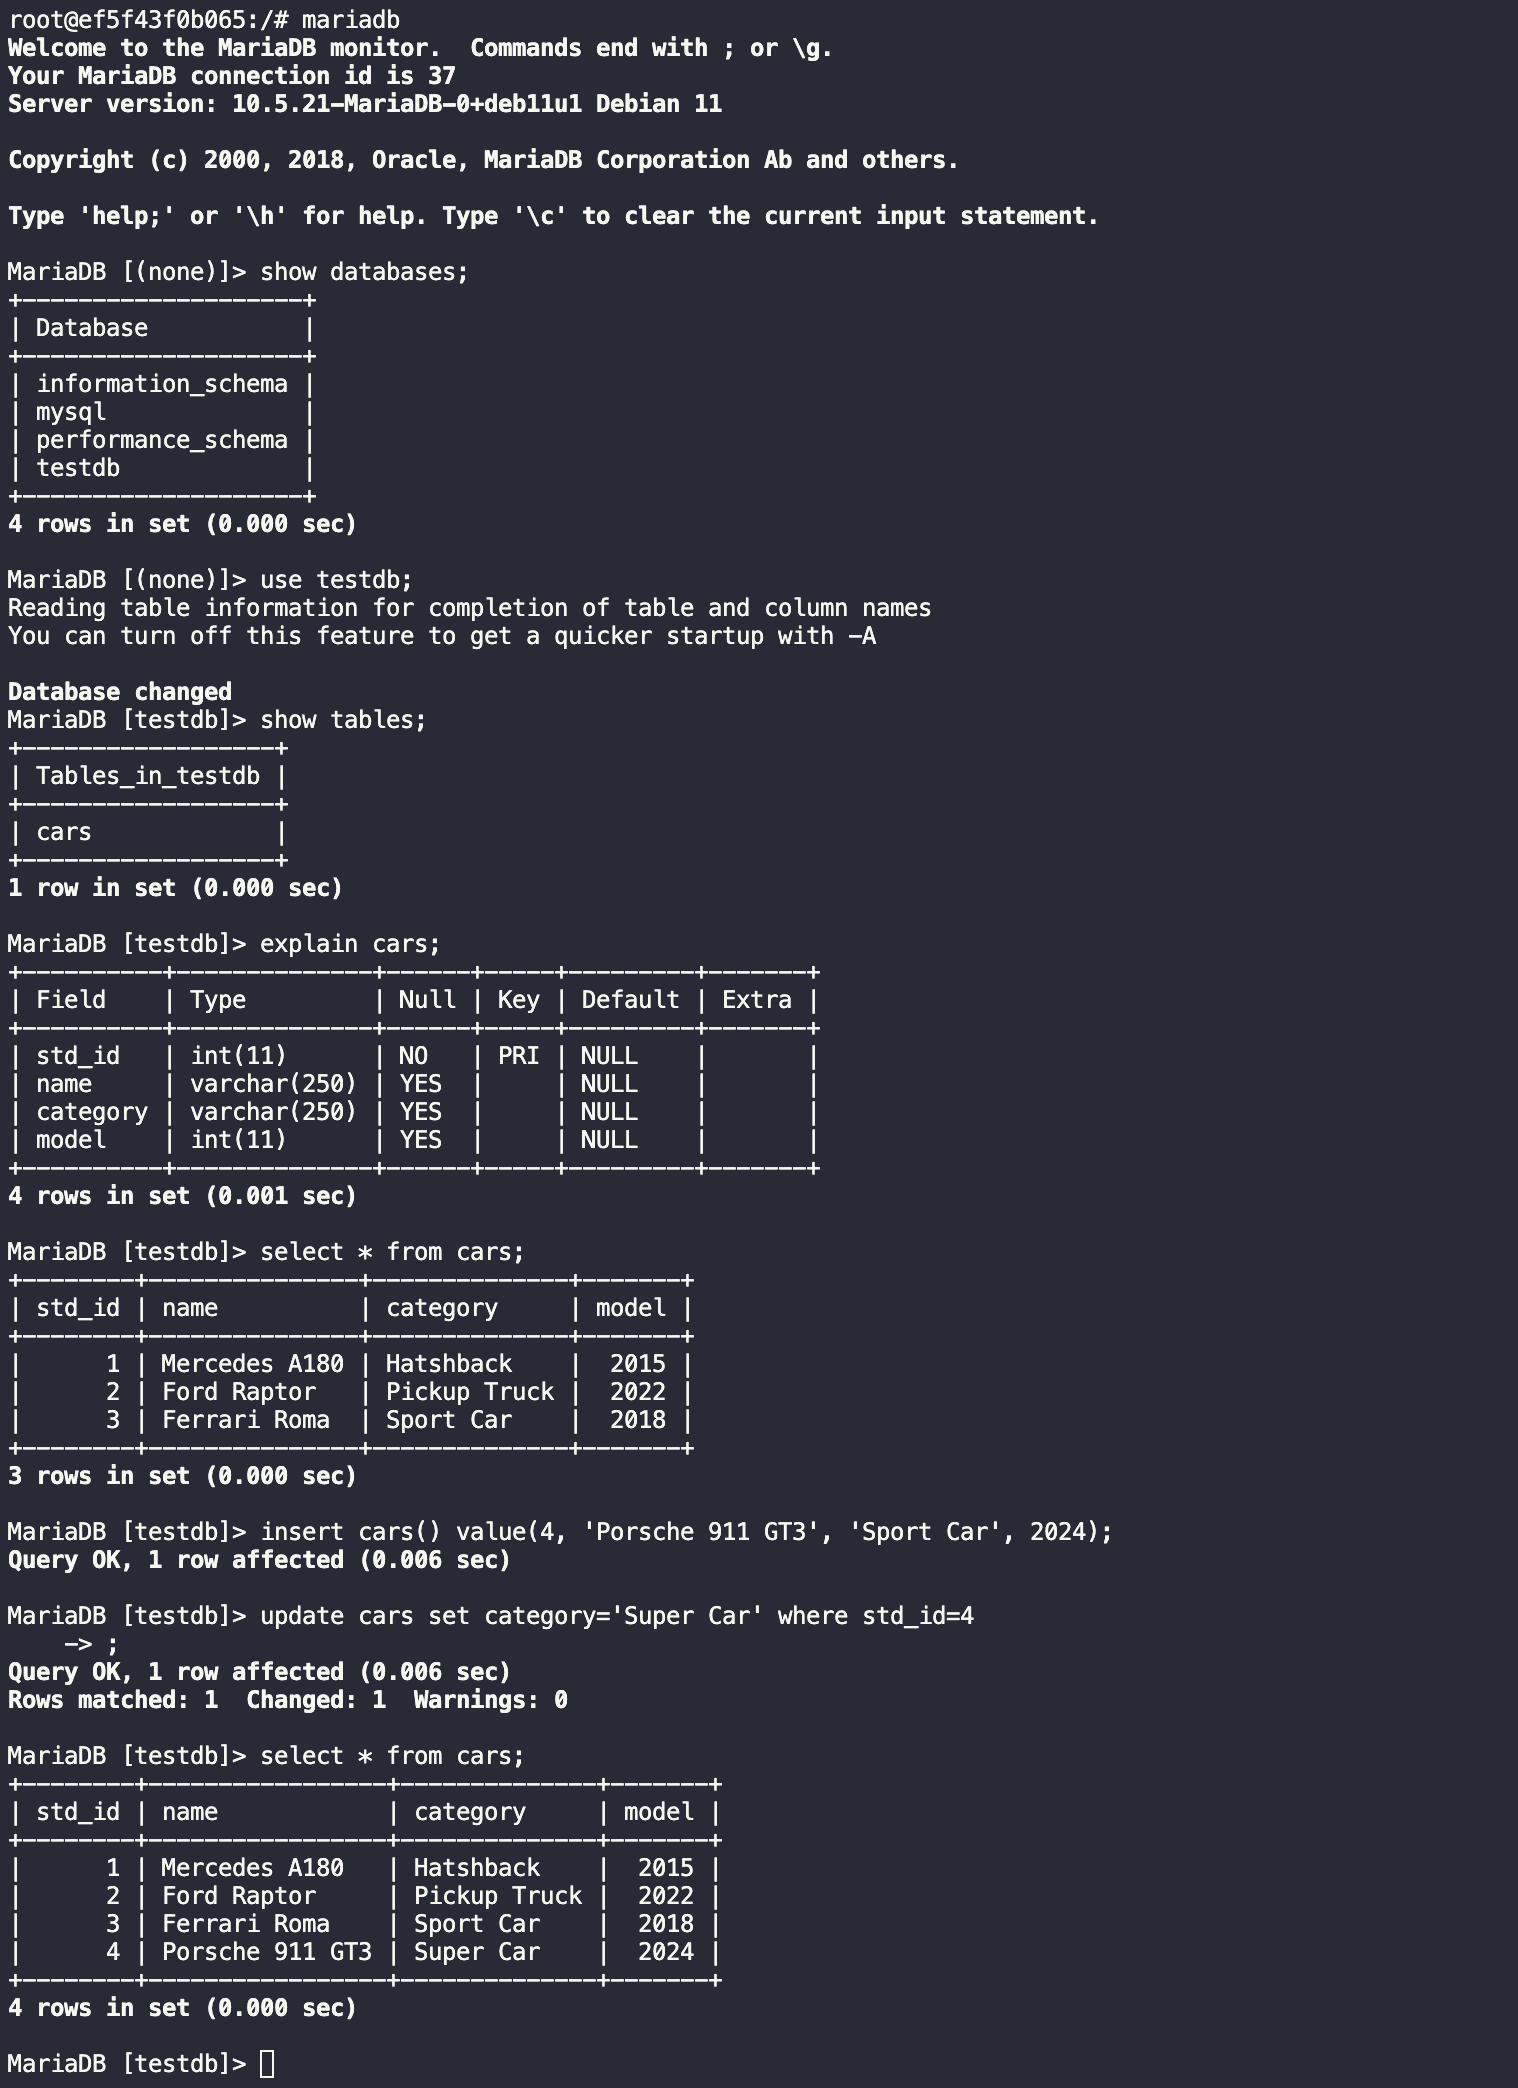 root@ef5f43f0b065:/# mariadb
Welcome to the MariaDB monitor.  Commands end with ; or \g.
Your MariaDB connection id is 37
Server version: 10.5.21-MariaDB-0+deb11u1 Debian 11

Copyright (c) 2000, 2018, Oracle, MariaDB Corporation Ab and others.

Type 'help;' or '\h' for help. Type '\c' to clear the current input statement.

MariaDB [(none)]> show databases;
+--------------------+
| Database           |
+--------------------+
| information_schema |
| mysql              |
| performance_schema |
| testdb             |
+--------------------+
4 rows in set (0.000 sec)

MariaDB [(none)]> use testdb;
Reading table information for completion of table and column names
You can turn off this feature to get a quicker startup with -A

Database changed
MariaDB [testdb]> show tables;
+------------------+
| Tables_in_testdb |
+------------------+
| cars             |
+------------------+
1 row in set (0.000 sec)

MariaDB [testdb]> explain cars;
+----------+--------------+------+-----+---------+-------+
| Field    | Type         | Null | Key | Default | Extra |
+----------+--------------+------+-----+---------+-------+
| std_id   | int(11)      | NO   | PRI | NULL    |       |
| name     | varchar(250) | YES  |     | NULL    |       |
| category | varchar(250) | YES  |     | NULL    |       |
| model    | int(11)      | YES  |     | NULL    |       |
+----------+--------------+------+-----+---------+-------+
4 rows in set (0.001 sec)

MariaDB [testdb]> select * from cars;
+--------+---------------+--------------+-------+
| std_id | name          | category     | model |
+--------+---------------+--------------+-------+
|      1 | Mercedes A180 | Hatshback    |  2015 |
|      2 | Ford Raptor   | Pickup Truck |  2022 |
|      3 | Ferrari Roma  | Sport Car    |  2018 |
+--------+---------------+--------------+-------+
3 rows in set (0.000 sec)

MariaDB [testdb]> insert cars() value(4, 'Porsche 911 GT3', 'Sport Car', 2024);
Query OK, 1 row affected (0.006 sec)

MariaDB [testdb]> update cars set category='Super Car' where std_id=4
    -> ;
Query OK, 1 row affected (0.006 sec)
Rows matched: 1  Changed: 1  Warnings: 0

MariaDB [testdb]> select * from cars;
+--------+-----------------+--------------+-------+
| std_id | name            | category     | model |
+--------+-----------------+--------------+-------+
|      1 | Mercedes A180   | Hatshback    |  2015 |
|      2 | Ford Raptor     | Pickup Truck |  2022 |
|      3 | Ferrari Roma    | Sport Car    |  2018 |
|      4 | Porsche 911 GT3 | Super Car    |  2024 |
+--------+-----------------+--------------+-------+
4 rows in set (0.000 sec)

MariaDB [testdb]>